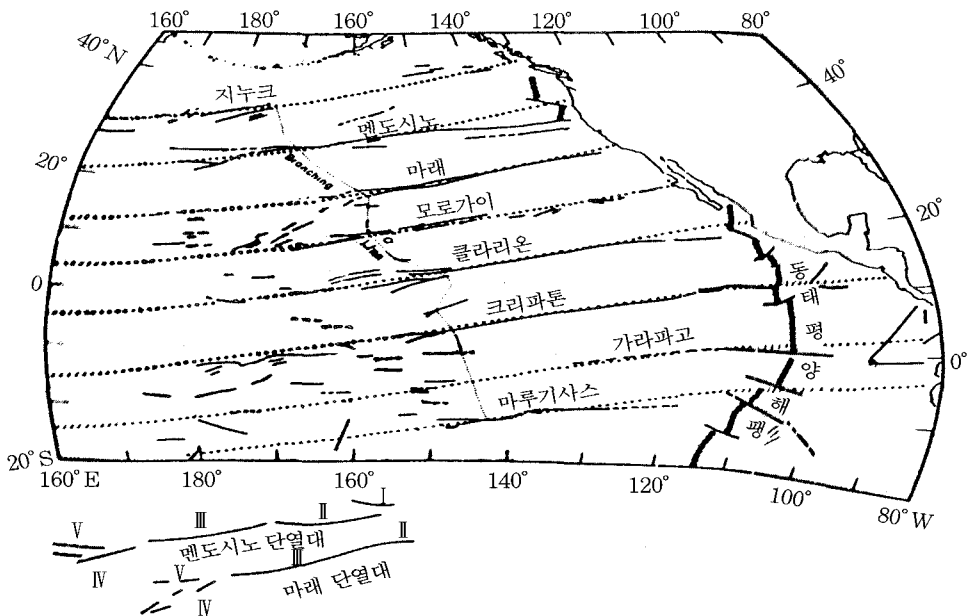 160° 180° 160° 140° 120° 100° 80°
40°N
40°
지누크
멘도시노
20°
Branching
마래
모로가이
20°
Line
클라리온
0
크리파톤
동
태
평
양
해
팽
가라파고
0°
마루기사스
20°S
160°E 180° 160° 140° 120° 100° 80°W
Ⅰ
Ⅴ Ⅲ Ⅱ Ⅱ
멘도시노 단열대
Ⅳ Ⅴ Ⅲ
마래 단열대
Ⅳ